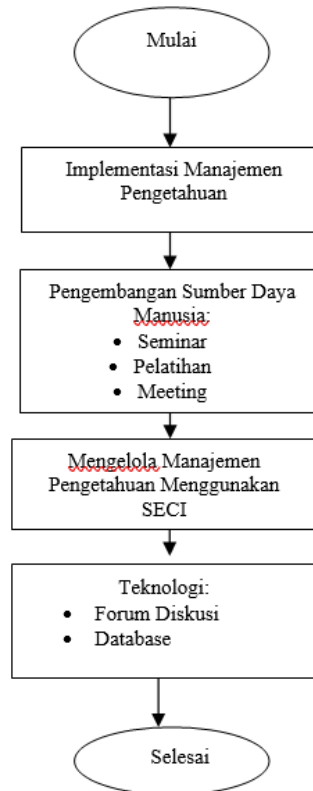 Mulai
Implementasi Manajemen
Pengetahuan
Pengembangan Sumber Daya
Manusia:
• Seminar
• Pelatihan
• Meeting
Mengelola Manajemen
Pengetahuan Menggunakan
SECI
Teknologi:
• Forum Diskusi
• Database
Selesai